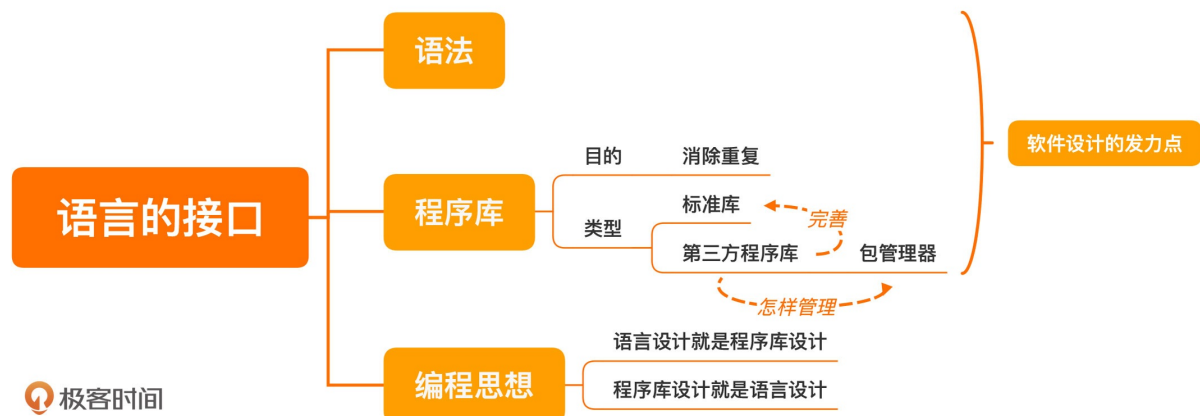 语言的接口
语法
程序库
目的
消除重复
类型
标准库
完善
第三方程序库
包管理器
怎样管理
编程思想
语言设计就是程序库设计
程序库设计就是语言设计
软件设计的发力点
极客时间